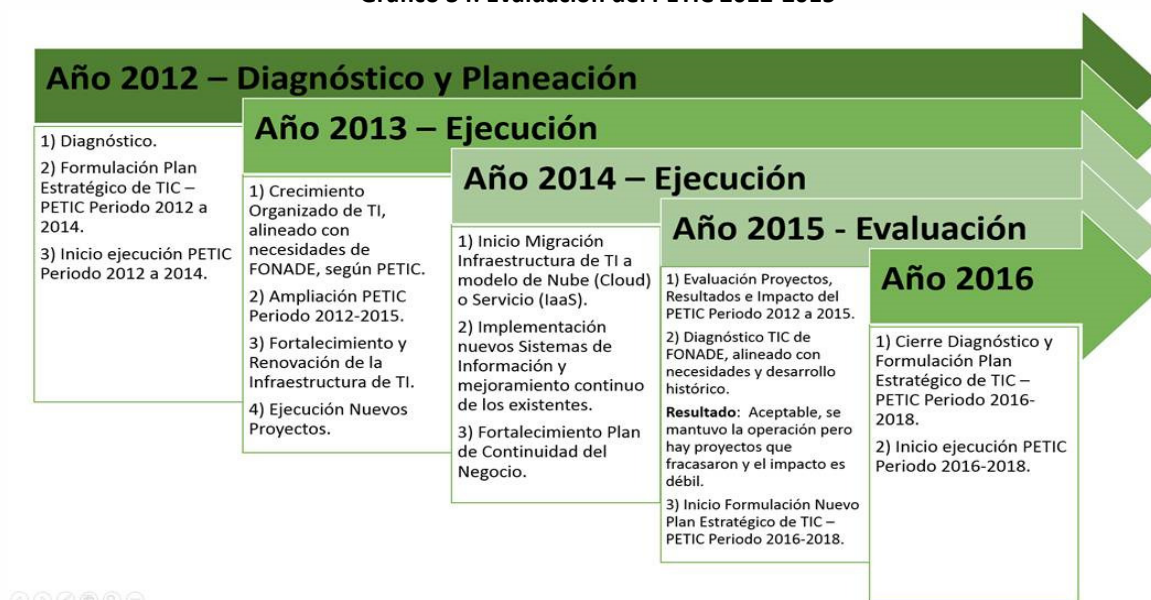 Año 2012 – Diagnóstico y Planeación
1) Diagnóstico.
2) Formulación Plan
Estratégico de TIC –
PETIC Periodo 2012 a
2014.
3) Inicio ejecución PETIC
Periodo 2012 a 2014.
Año 2013 – Ejecución
1) Crecimiento
Organizado de TI,
alineado con
necesidades de
FONADE, según PETIC.
2) Ampliación PETIC
Periodo 2012-2015.
3) Fortalecimiento y
Renovación de la
Infraestructura de TI.
4) Ejecución Nuevos
Proyectos.
Año 2014 – Ejecución
1) Inicio Migración
Infraestructura de TI a
modelo de Nube (Cloud)
o Servicio (IaaS).
2) Implementación
nuevos Sistemas de
Información y
mejoramiento continuo
de los existentes.
3) Fortalecimiento Plan
de Continuidad del
Negocio.
Año 2015 - Evaluación
1) Evaluación Proyectos,
Resultados e Impacto del
PETIC Periodo 2012 a 2015.
2) Diagnóstico TIC de
FONADE, alineado con
necesidades y desarrollo
histórico.
Resultado: Aceptable, se
mantuvo la operación pero
hay proyectos que
fracasaron y el impacto es
débil.
3) Inicio Formulación Nuevo
Plan Estratégico de TIC –
PETIC Periodo 2016-2018.
Año 2016
1) Cierre Diagnóstico y
Formulación Plan
Estratégico de TIC –
PETIC Periodo 2016-
2018.
2) Inicio ejecución PETIC
Periodo 2016-2018.